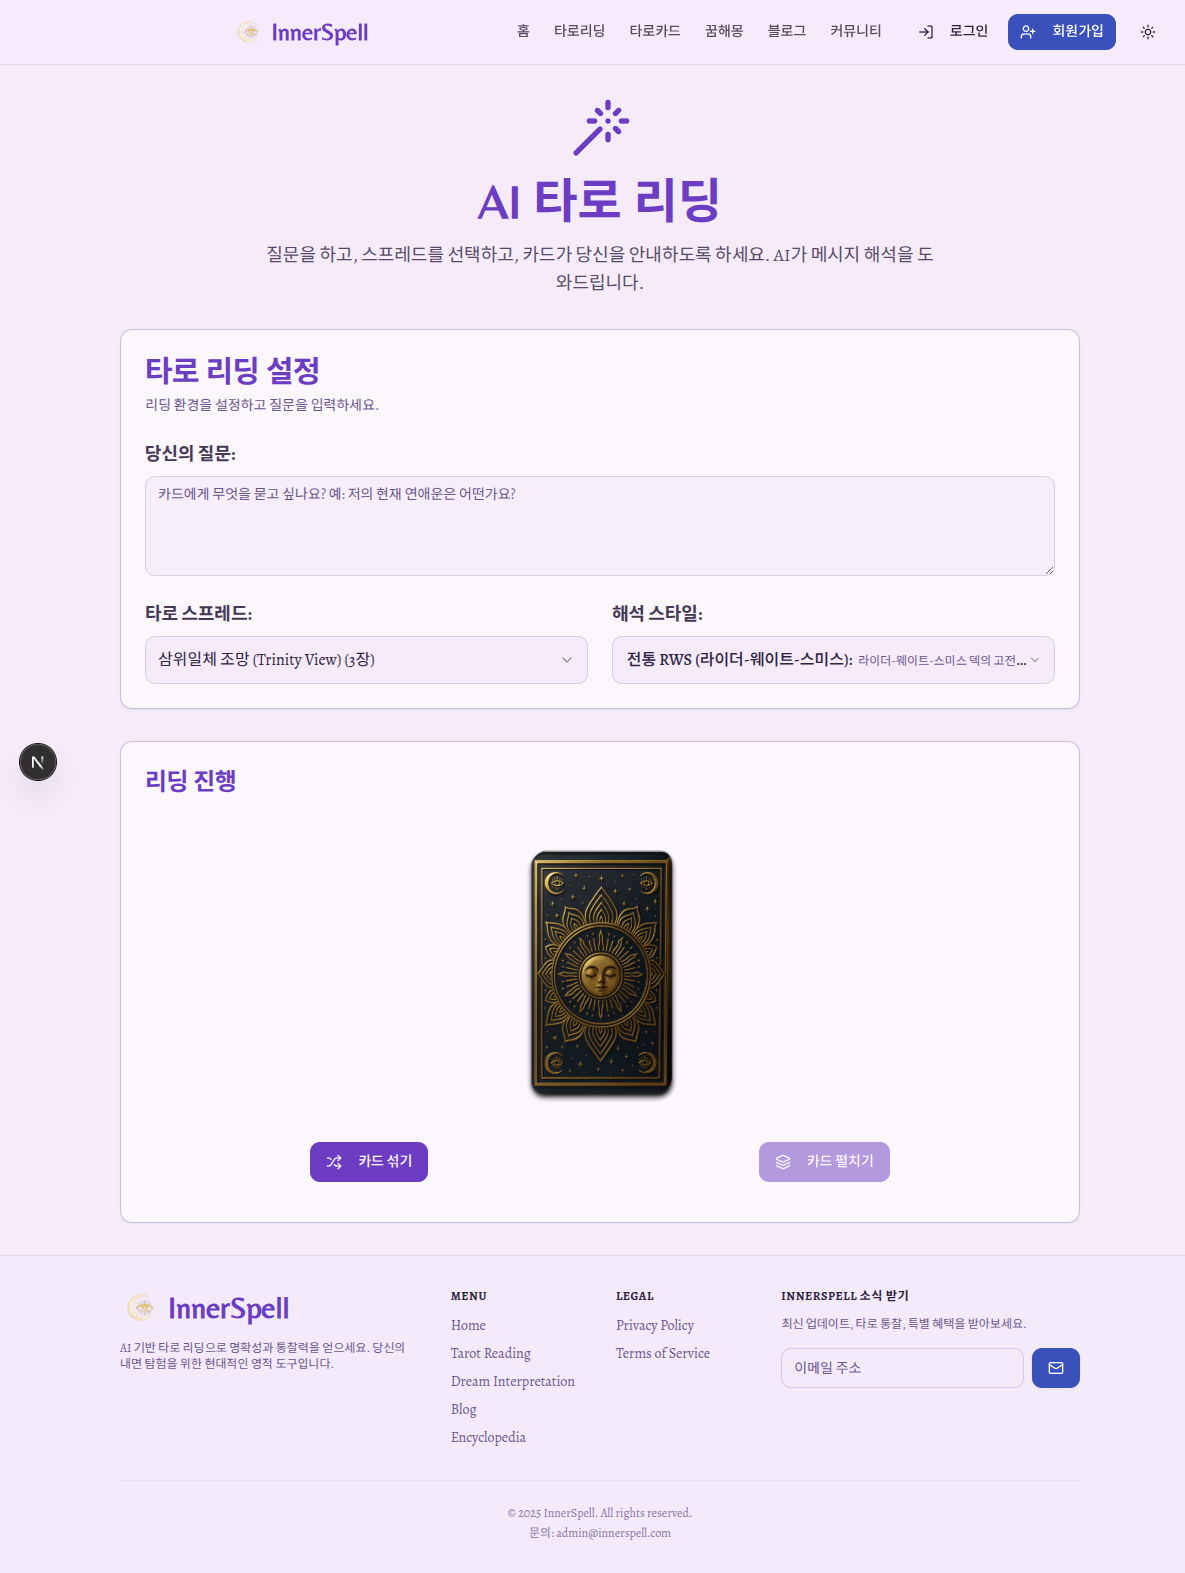 InnerSpell
홈
타로리딩
타로카드
꿈해몽
블로그
커뮤니티
로그인
회원가입
AI 타로 리딩
질문을 하고, 스프레드를 선택하고, 카드가 당신을 안내하도록 하세요. AI가 메시지 해석을 도
와드립니다.
타로 리딩 설정
리딩 환경을 설정하고 질문을 입력하세요.
당신의 질문:
카드에게 무엇을 묻고 싶나요? 예: 저의 현재 연애운은 어떤가요?
타로 스프레드:
삼위일체 조망 (Trinity View) (3장)
해석 스타일:
전통 RWS (라이더-웨이트-스미스): 라이더-웨이트-스미스 덱의 고전...
N
리딩 진행
카드 섞기
카드 펼치기
InnerSpell
AI 기반 타로 리딩으로 명확성과 통찰력을 얻으세요. 당신의
내면 탐험을 위한 현대적인 영적 도구입니다.
MENU
Home
Tarot Reading
Dream Interpretation
Blog
Encyclopedia
LEGAL
Privacy Policy
Terms of Service
INNERSPELL 소식 받기
최신 업데이트, 타로 통찰, 특별 혜택을 받아보세요.
이메일 주소
© 2025 InnerSpell. All rights reserved.
문의: admin@innerspell.com